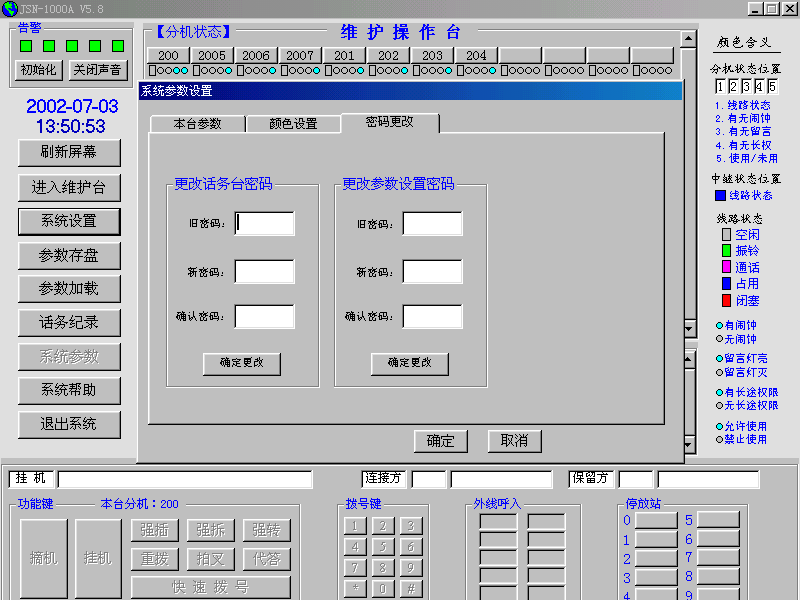 JSN-1000A V5.8
告警
初始化 关闭声音
2002-07-03
13:50:53
刷新屏幕
进入维护台
系统设置
参数存盘
参数加载
话务纪录
系统参数
系统帮助
退出系统
【分机状态】 维护操作台
200 2005 2006 2007 201 202 203 204
系统参数设置
本台参数 颜色设置 密码更改
更改话务台密码 更改参数设置密码
旧密码: 旧密码:
新密码: 新密码:
确认密码: 确认密码:
确定更改 确定更改
确定 取消
颜色含义
分机状态位置
1 2 3 4 5
1. 线路状态
2. 有无闹钟
3. 有无留言
4. 有无长权
5. 使用/未用
中继状态位置
线路状态
线路状态
空闲
振铃
通话
占用
闭塞
有闹钟
无闹钟
留言灯亮
留言灯灭
有长途权限
无长途权限
允许使用
禁止使用
挂机 连接方 保留方
功能键 本台分机:200
摘机 挂机
强插 强拆 强转
重拨 拍叉 代答
快速拨号
拨号键
1 2 3
4 5 6
7 8 9
* 0 #
外线呼入
停放站
0 5
1 6
2 7
3 8
4 9